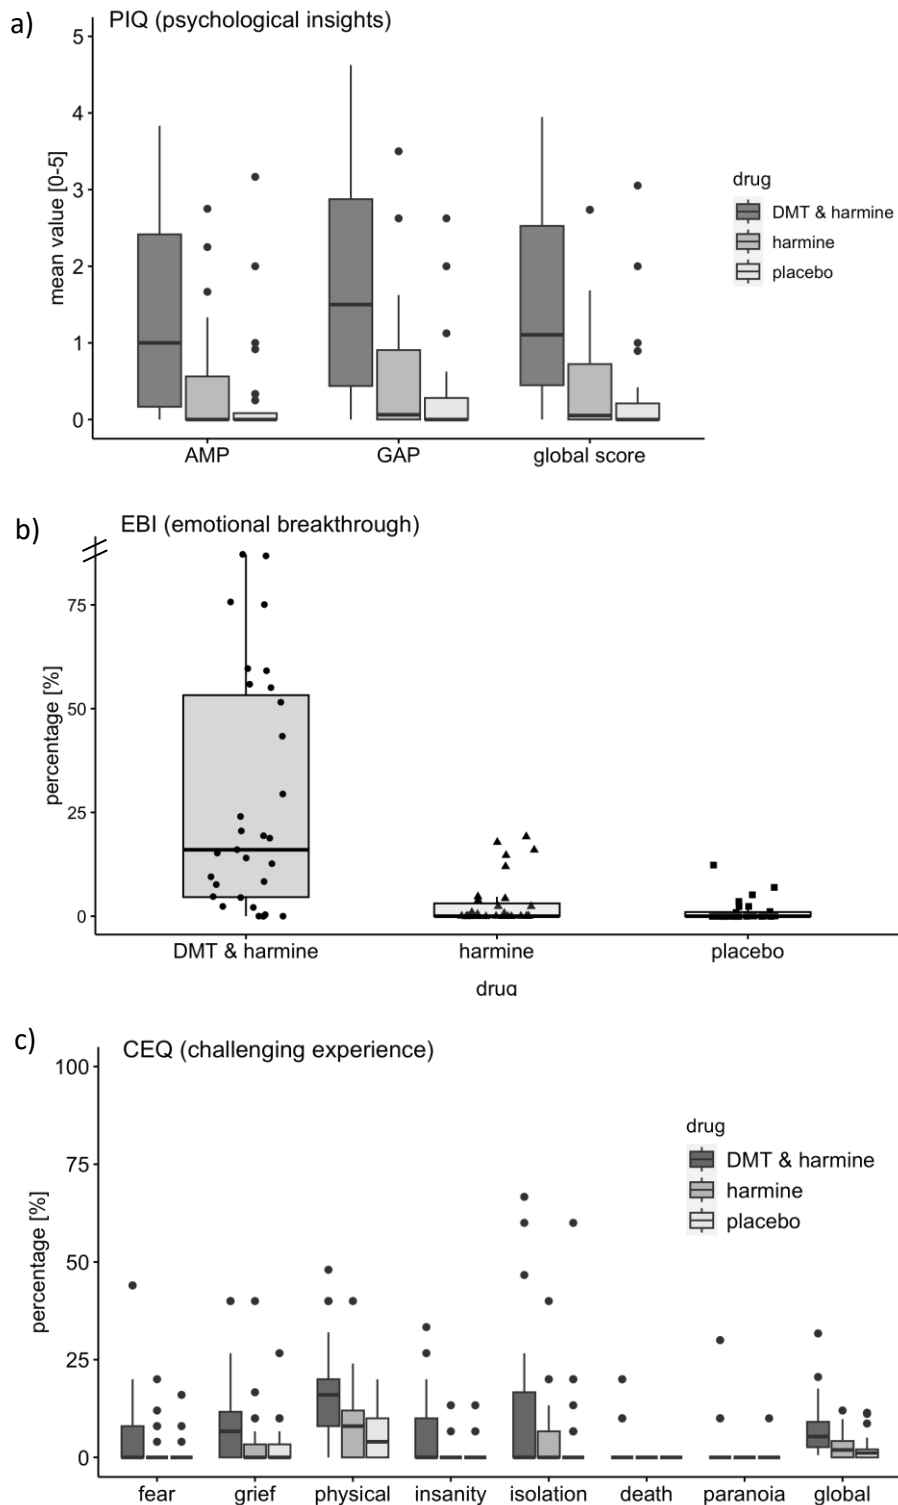 a)
PIQ (psychological insights)
5
4
3
2
1
0
mean value [0-5]
AMP
GAP
global score
drug
DMT & harmine
harmine
placebo
b)
EBI (emotional breakthrough)
75
50
25
0
percentage [%]
DMT & harmine
harmine
placebo
drug
c)
CEQ (challenging experience)
100
75
50
25
0
percentage [%]
drug
DMT & harmine
harmine
placebo
fear
grief
physical
insanity
isolation
death
paranoia
global